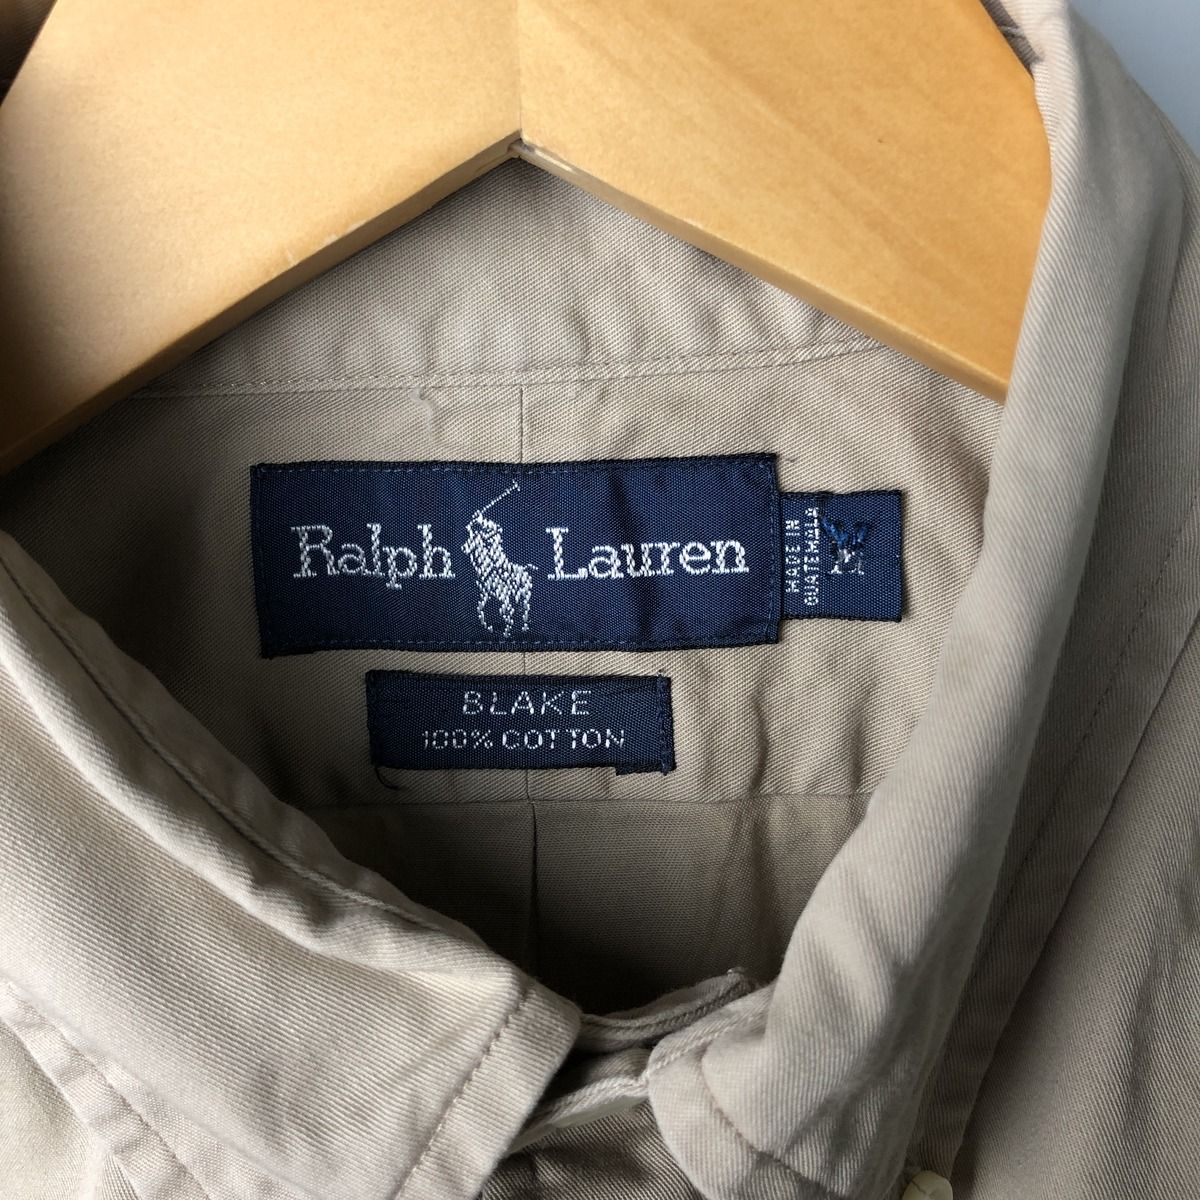 Ralph Lauren
MADE IN
GUATEMALA
M
BLAKE
100% COTTON